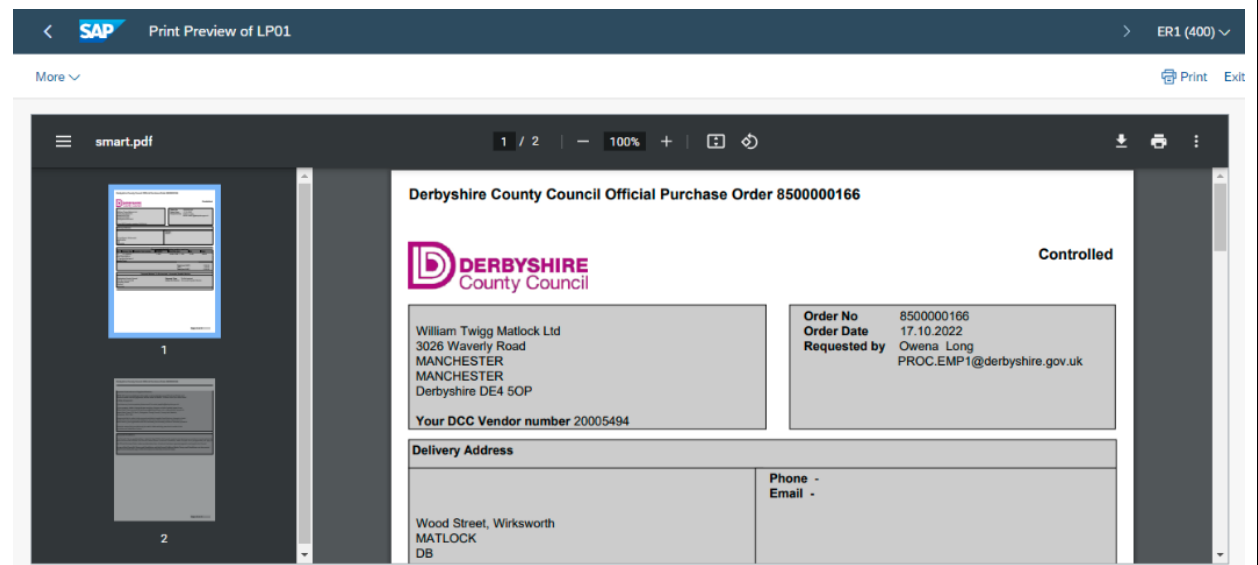 SAP Print Preview of LP01 ER1 (400)
More Print Exit
smart.pdf 1 / 2 100%
Derbyshire County Council Official Purchase Order 8500000166
Controlled
DERBYSHIRE
County Council
William Twigg Matlock Ltd
3026 Waverly Road
MANCHESTER
MANCHESTER
Derbyshire DE4 5OP
Your DCC Vendor number 20005494
Order No 8500000166
Order Date 17.10.2022
Requested by Owena Long
PROC.EMP1@derbyshire.gov.uk
Delivery Address
Phone -
Email -
Wood Street, Wirksworth
MATLOCK
DB
1
2